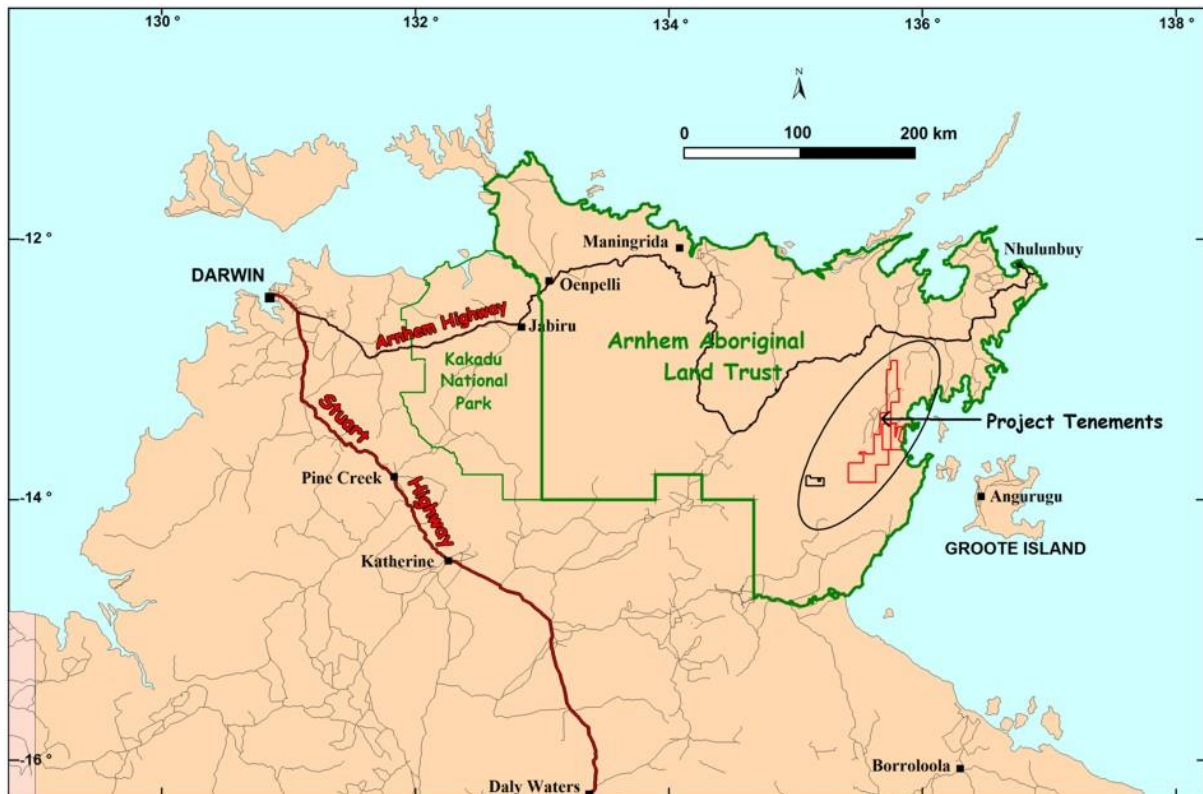 130 °
132 °
134 °
136 °
138 °
N
0
100
200 km
-12 °
Maningrida
Nhulunbuy
DARWIN
Oenpelli
Arnhem Highway
Jabiru
Arnhem Aboriginal
Land Trust
Kakadu
National
Park
Project Tenements
Stuart
Highway
Pine Creek
-14 °
Angurugu
GROOTE ISLAND
Katherine
-16 °
Borroloola
Daly Waters